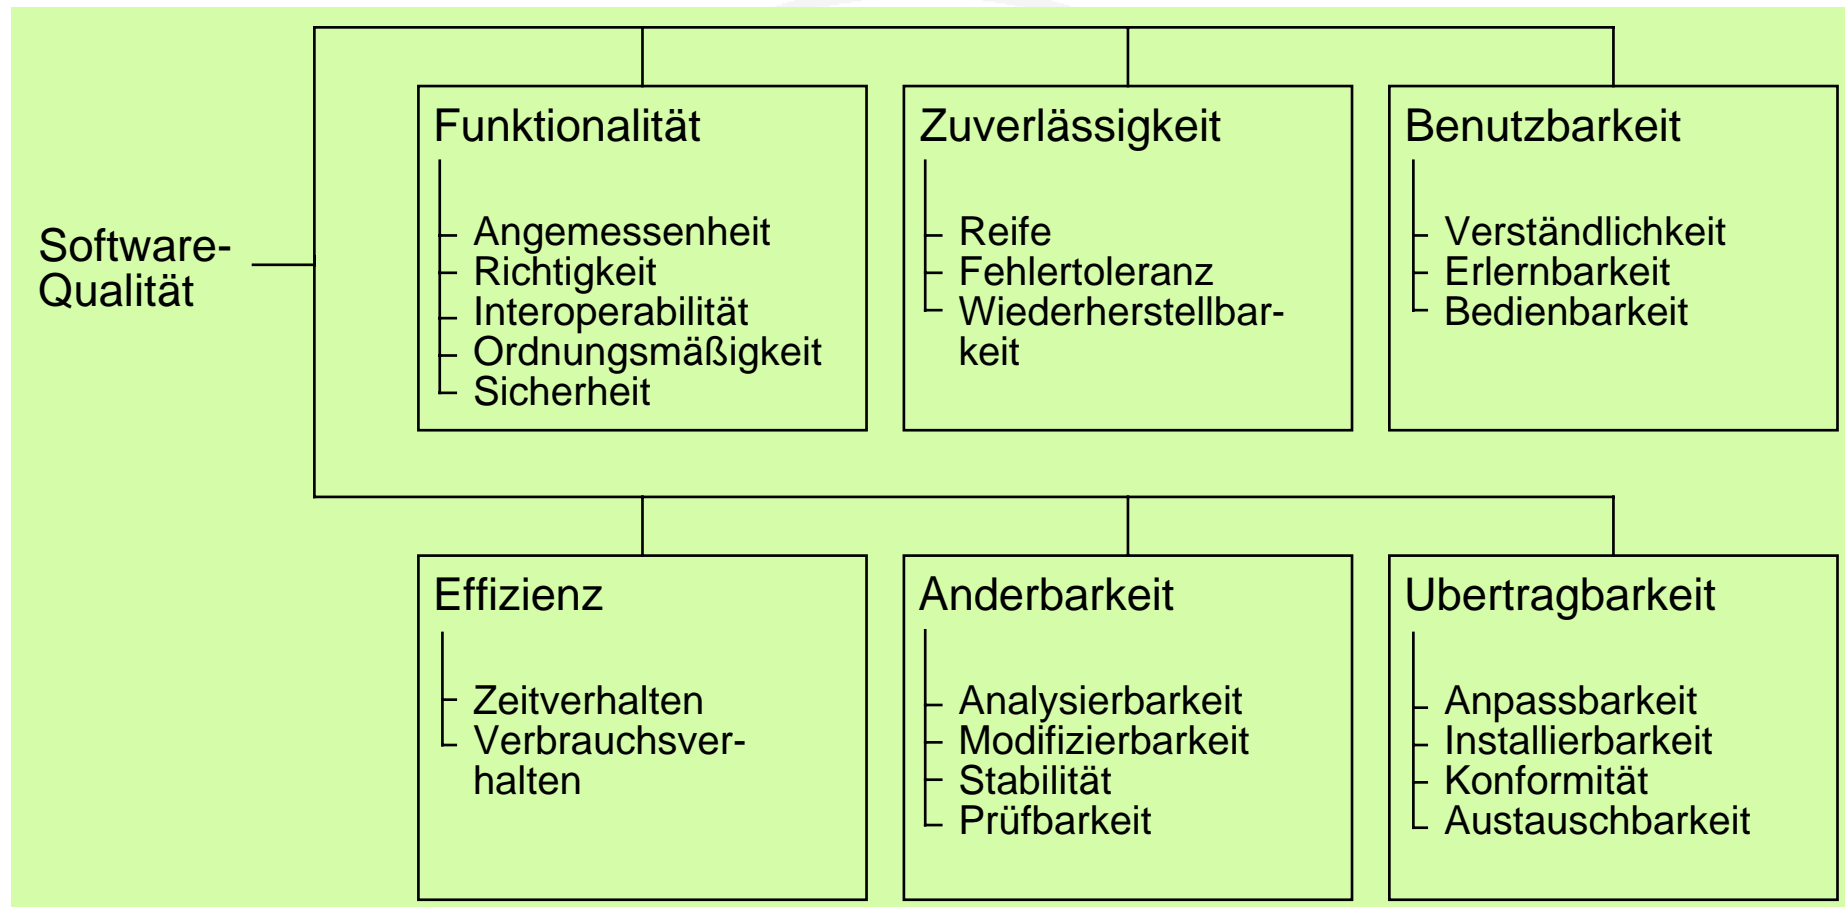 Software-
Qualität
Funktionalität
Angemessenheit
Richtigkeit
Interoperabilität
Ordnungsmäßigkeit
Sicherheit
Zuverlässigkeit
Reife
Fehlertoleranz
Wiederherstellbar-
keit
Benutzbarkeit
Verständlichkeit
Erlernbarkeit
Bedienbarkeit
Effizienz
Zeitverhalten
Verbrauchsver-
halten
Anderbarkeit
Analysierbarkeit
Modifizierbarkeit
Stabilität
Prüfbarkeit
Ubertragbarkeit
Anpassbarkeit
Installierbarkeit
Konformität
Austauschbarkeit